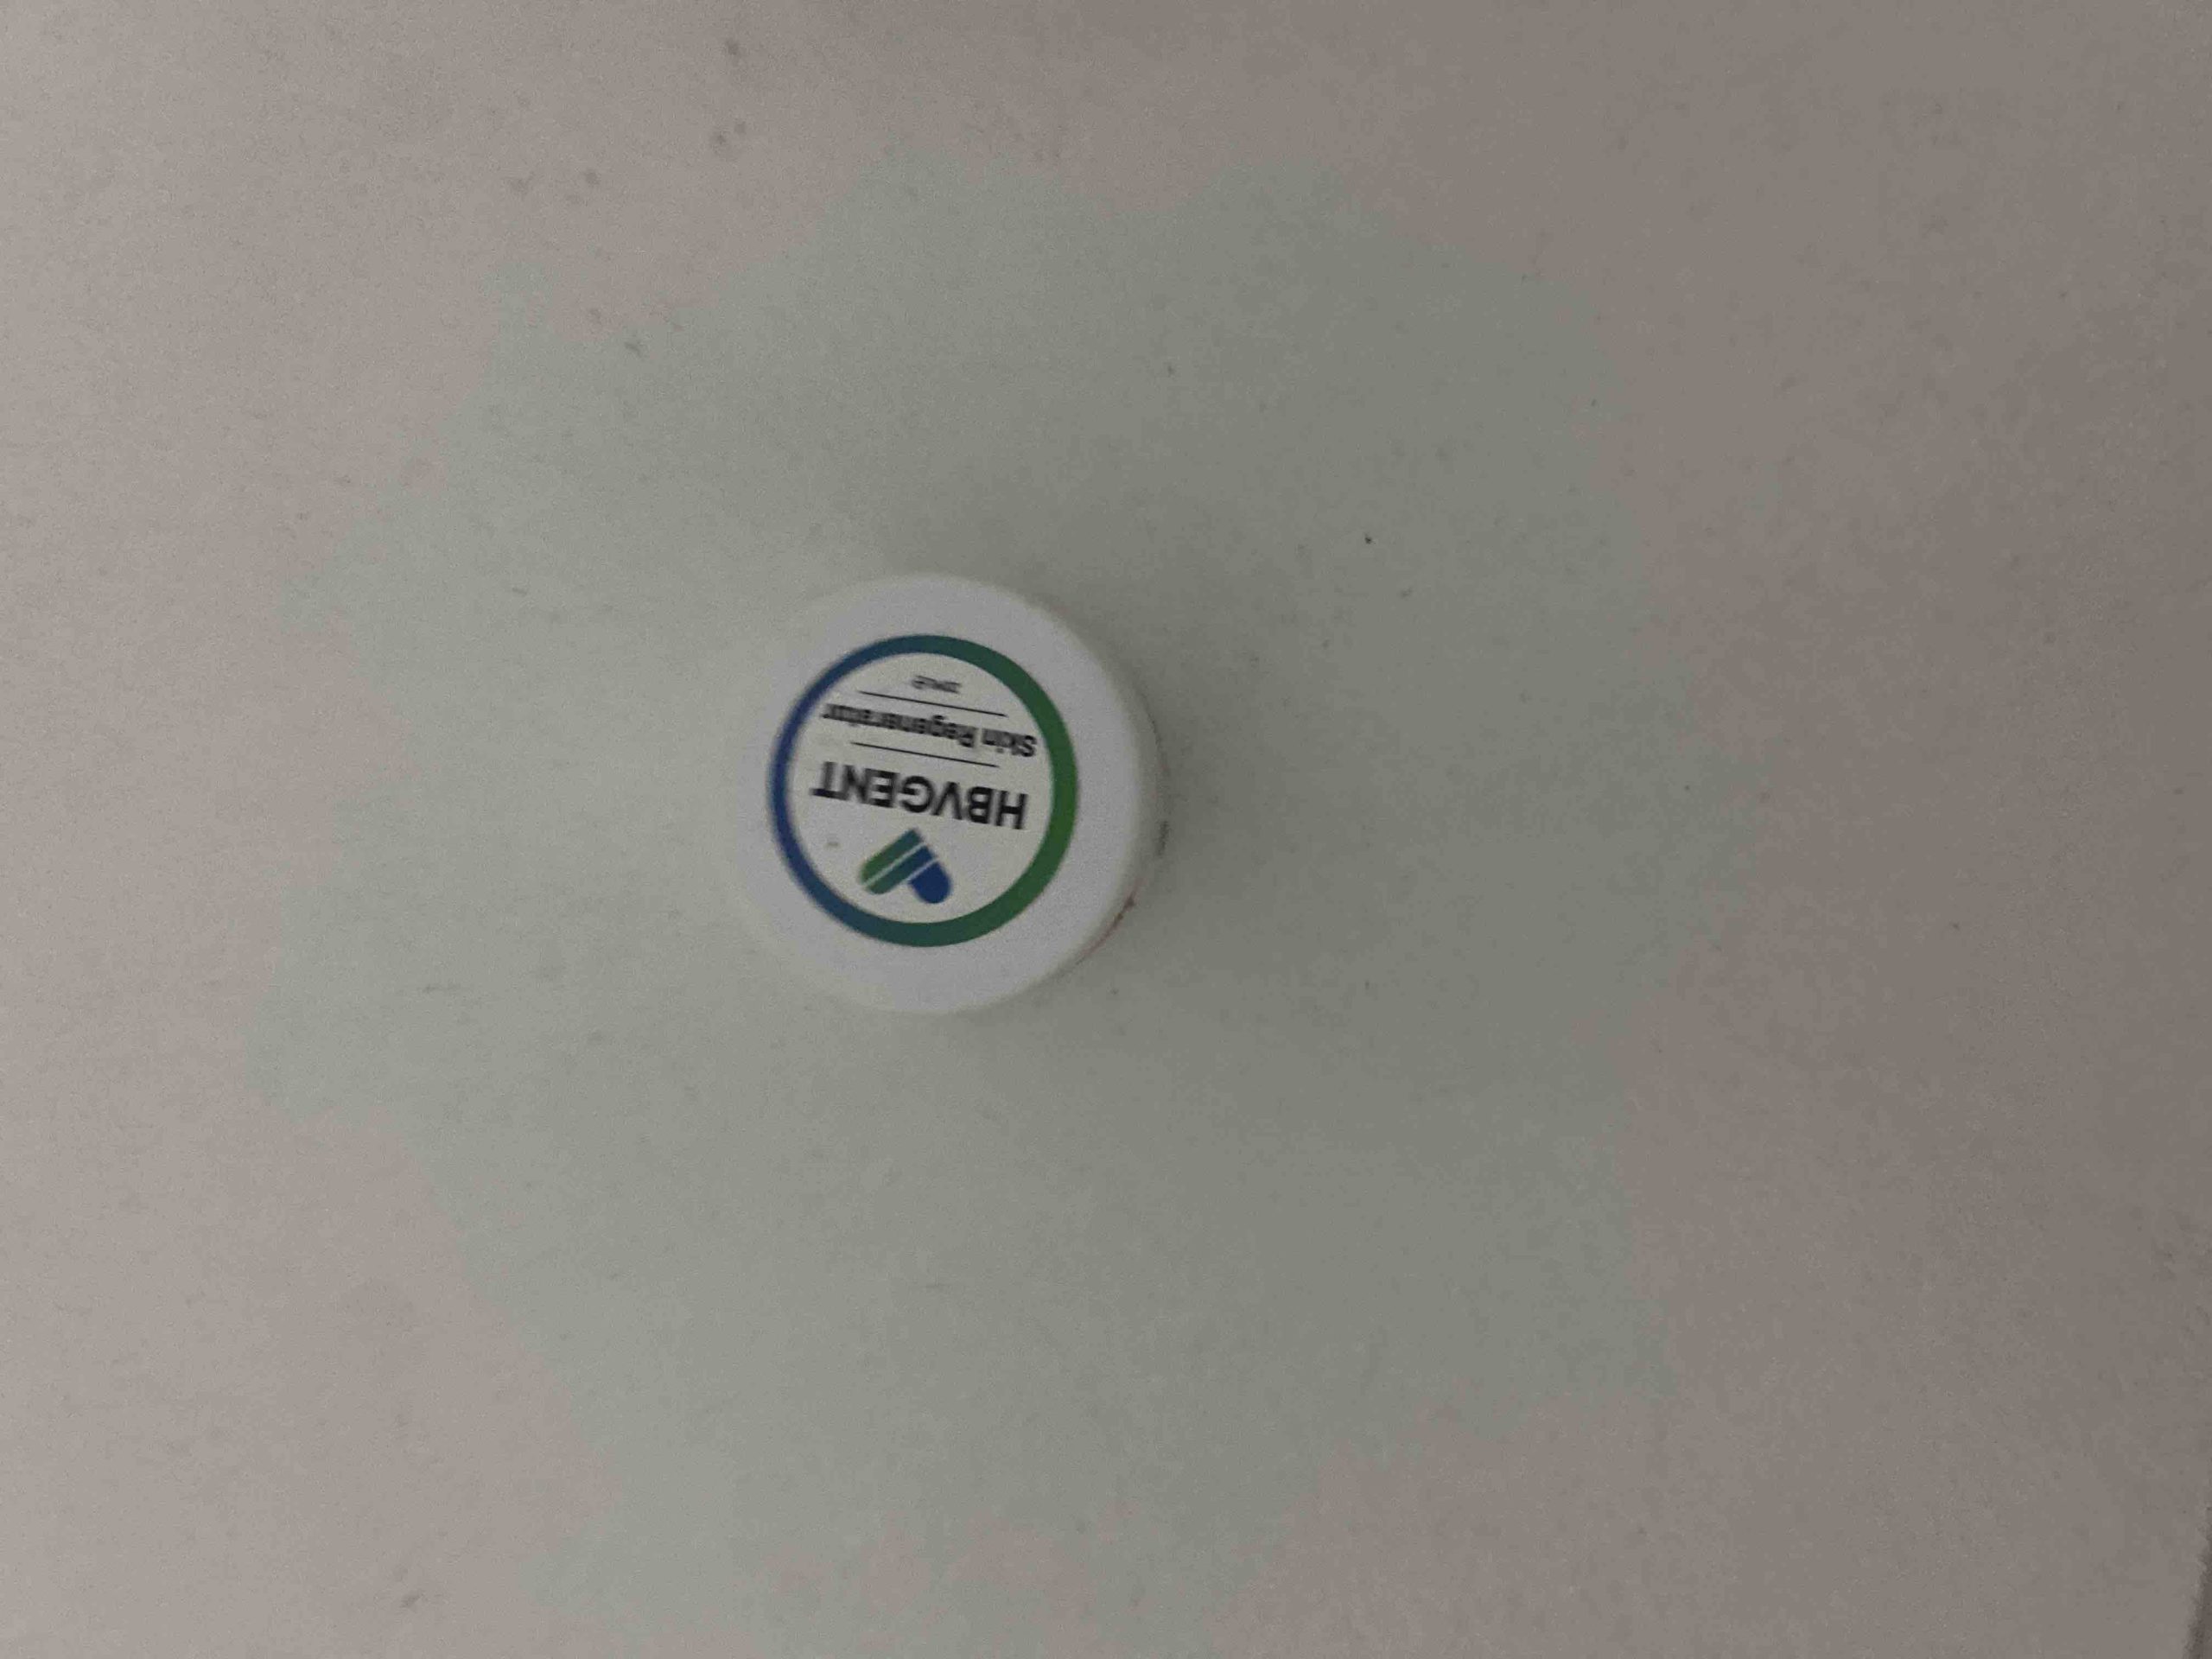 HBVGENT
Skin Regenerator